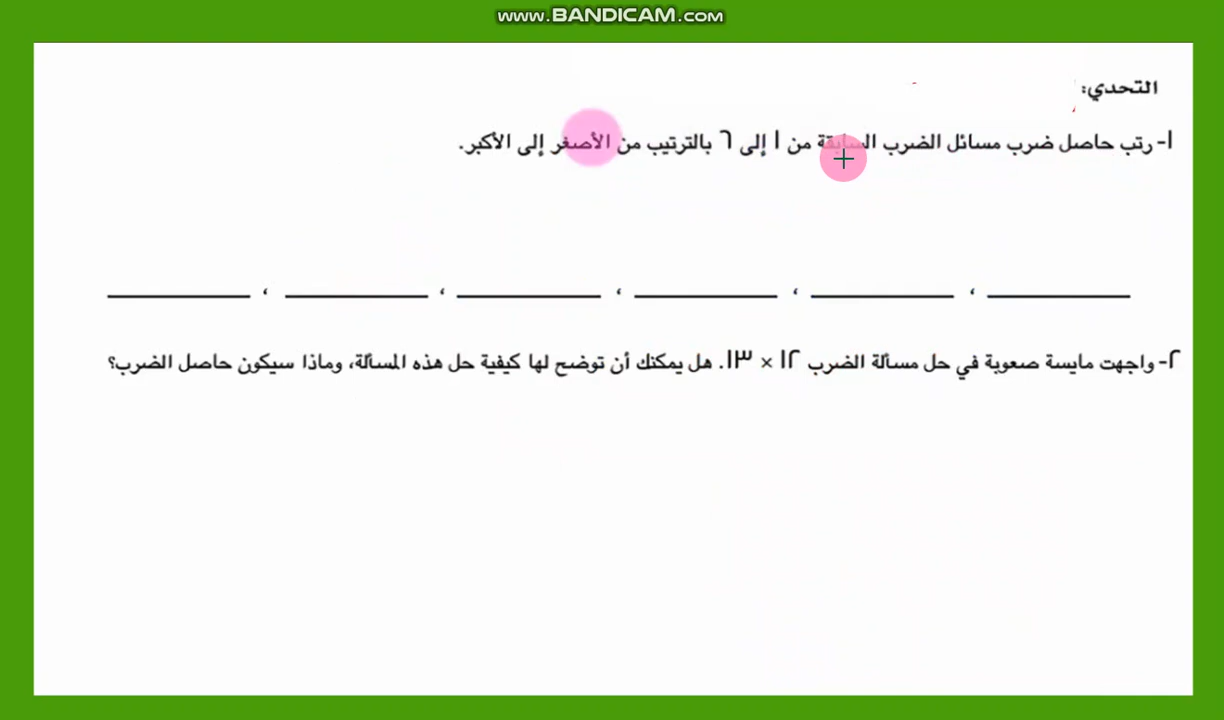 www.BANDICAM.com
التحدي:
١- رتب حاصل ضرب مسائل الضرب السابقة من ١ إلى ٦ بالترتيب من الأصغر إلى الأكبر.
، ، ، ، ،
٢- واجهت مايسة صعوبة في حل مسألة الضرب ١٢ × ١٣. هل يمكنك أن توضح لها كيفية حل هذه المسألة، وماذا سيكون حاصل الضرب؟